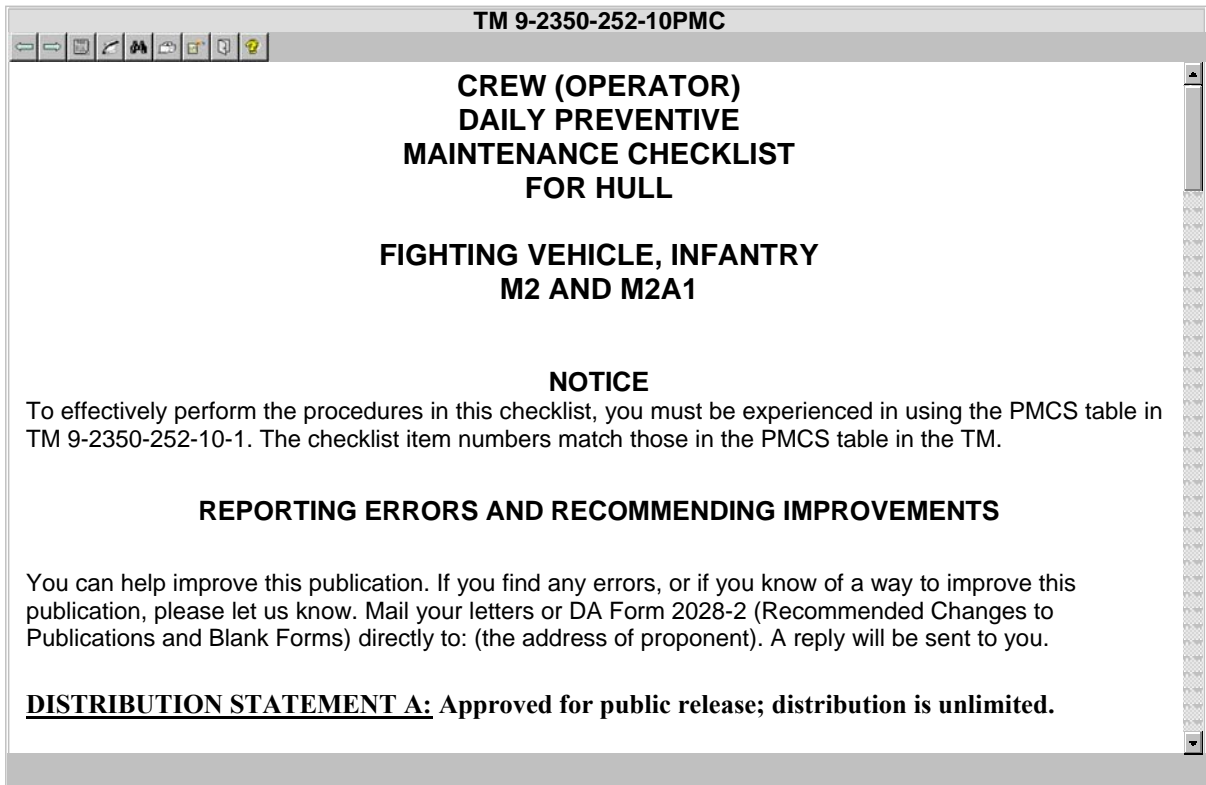 TM 9-2350-252-10PMC
CREW (OPERATOR)
DAILY PREVENTIVE
MAINTENANCE CHECKLIST
FOR HULL
FIGHTING VEHICLE, INFANTRY
M2 AND M2A1
NOTICE
To effectively perform the procedures in this checklist, you must be experienced in using the PMCS table in
TM 9-2350-252-10-1. The checklist item numbers match those in the PMCS table in the TM.
REPORTING ERRORS AND RECOMMENDING IMPROVEMENTS
You can help improve this publication. If you find any errors, or if you know of a way to improve this
publication, please let us know. Mail your letters or DA Form 2028-2 (Recommended Changes to
Publications and Blank Forms) directly to: (the address of proponent). A reply will be sent to you.
DISTRIBUTION STATEMENT A: Approved for public release; distribution is unlimited.